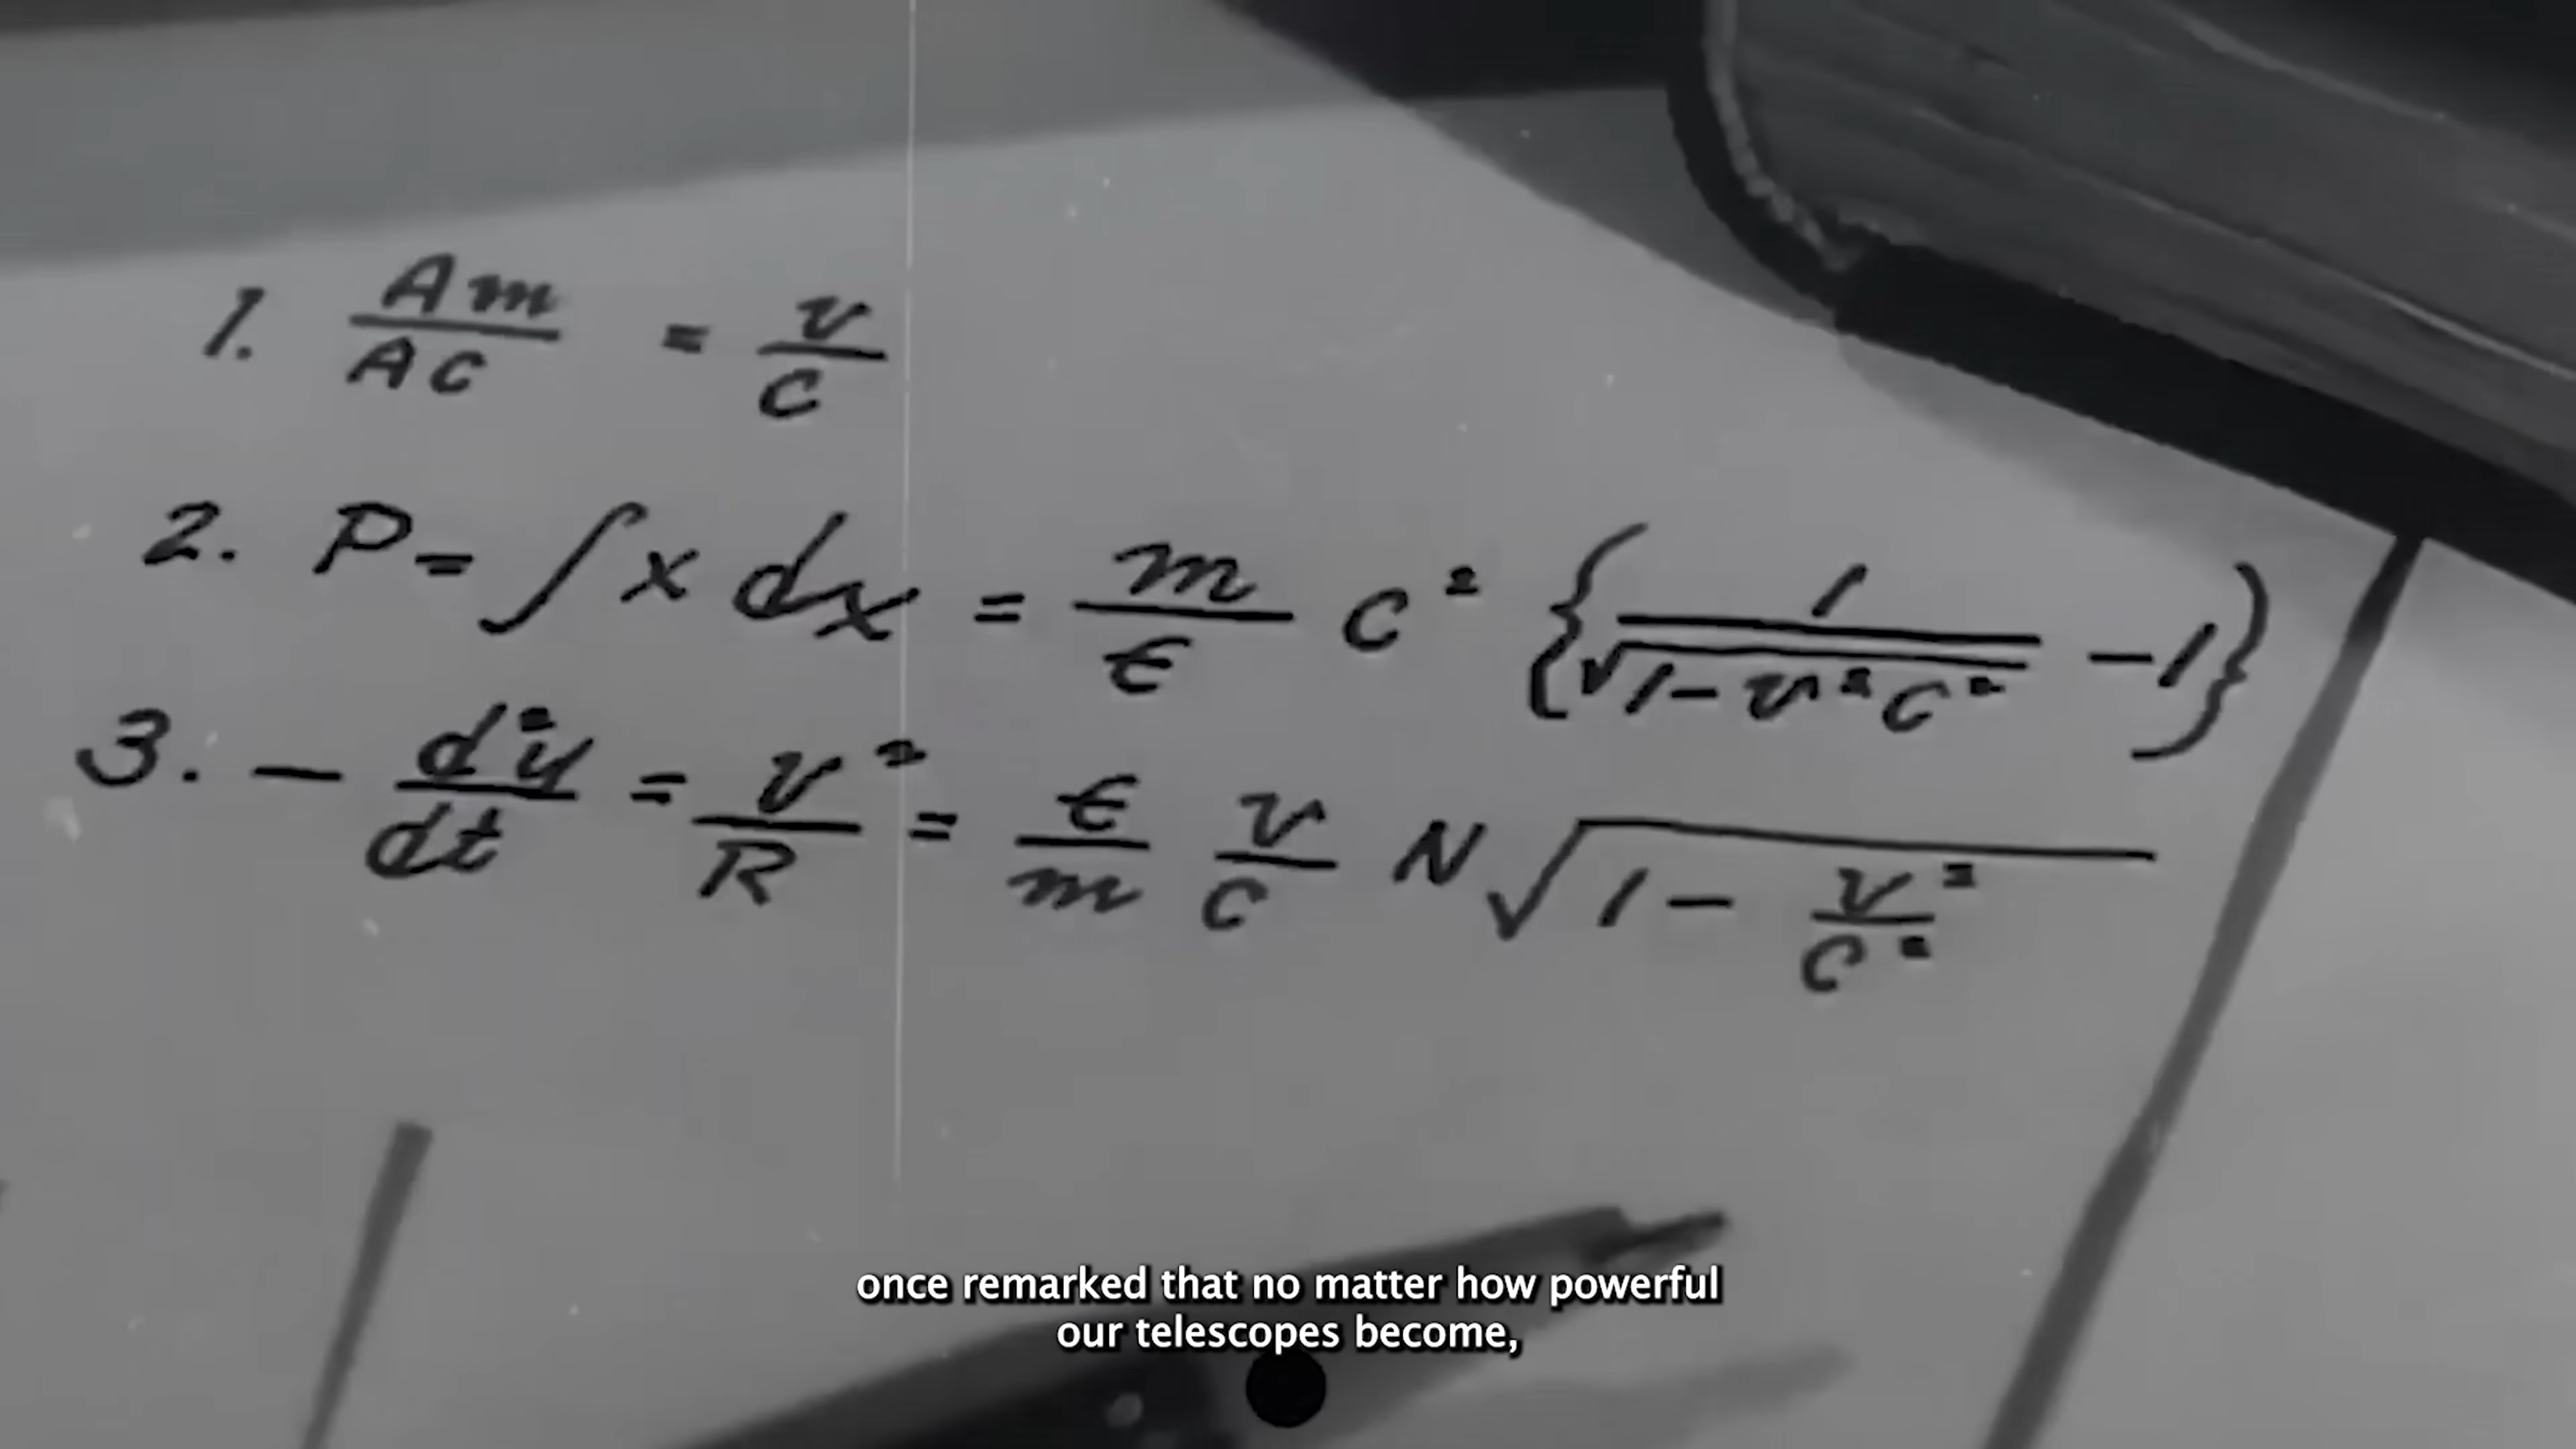 1. Am/AC = v/c
2. P = ∫ x dx = m/ϵ c² {1/√1-v²c² -1}
3. - d²y/dt = v²/R = ϵ/m v/c N √1 - v²/c²
once remarked that no matter how powerful
our telescopes become,